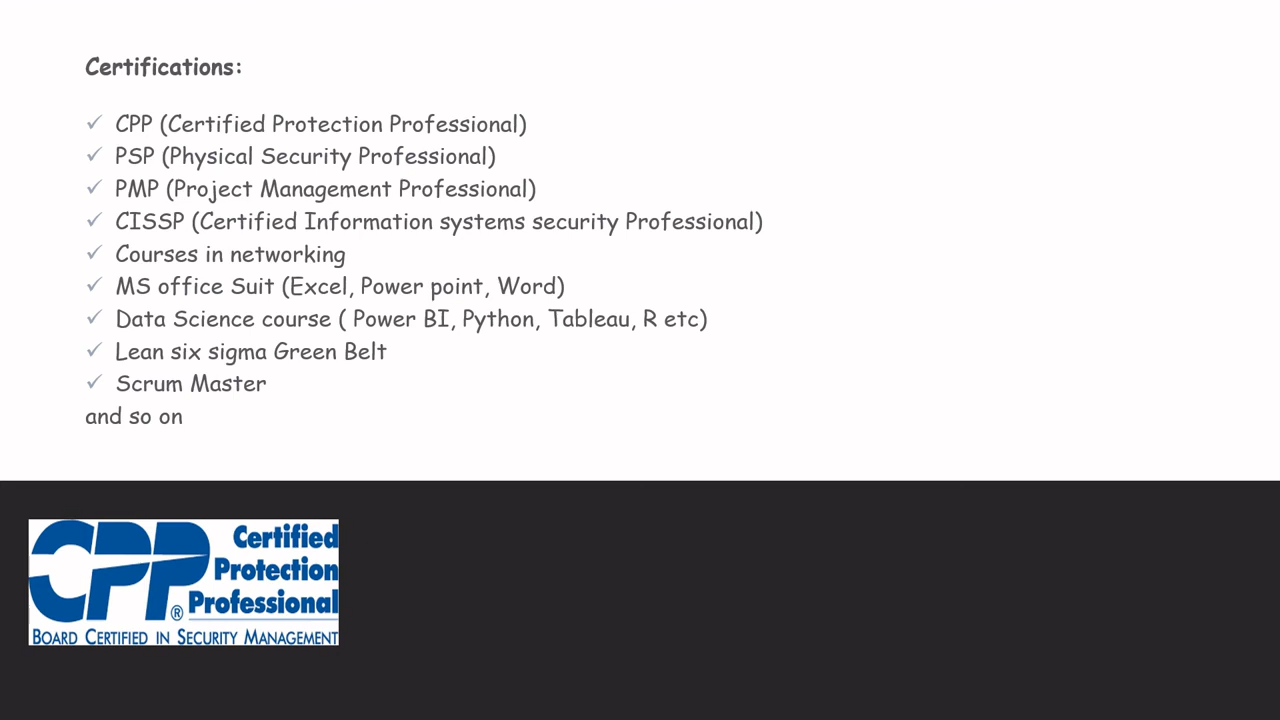 Certifications:
✓ CPP (Certified Protection Professional)
✓ PSP (Physical Security Professional)
✓ PMP (Project Management Professional)
✓ CISSP (Certified Information systems security Professional)
✓ Courses in networking
✓ MS office Suit (Excel, Power point, Word)
✓ Data Science course ( Power BI, Python, Tableau, R etc)
✓ Lean six sigma Green Belt
✓ Scrum Master
and so on
CPP®
Certified
Protection
Professional
BOARD CERTIFIED IN SECURITY MANAGEMENT